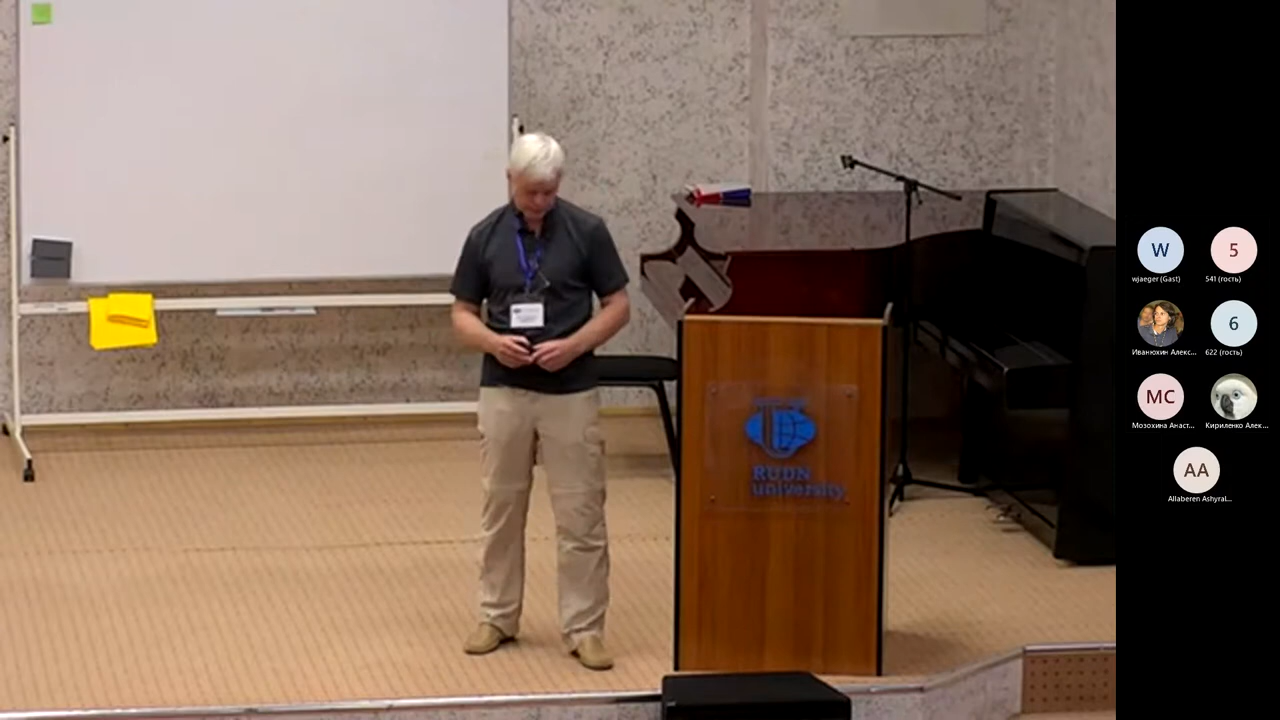 RUDN
university
W
5
wjaeger (Gast)
541 (гость)
6
Иванюхин Алекс...
622 (гость)
MC
Мозохина Анаст...
Кириленко Алек...
AA
Allaberen Ashyral...